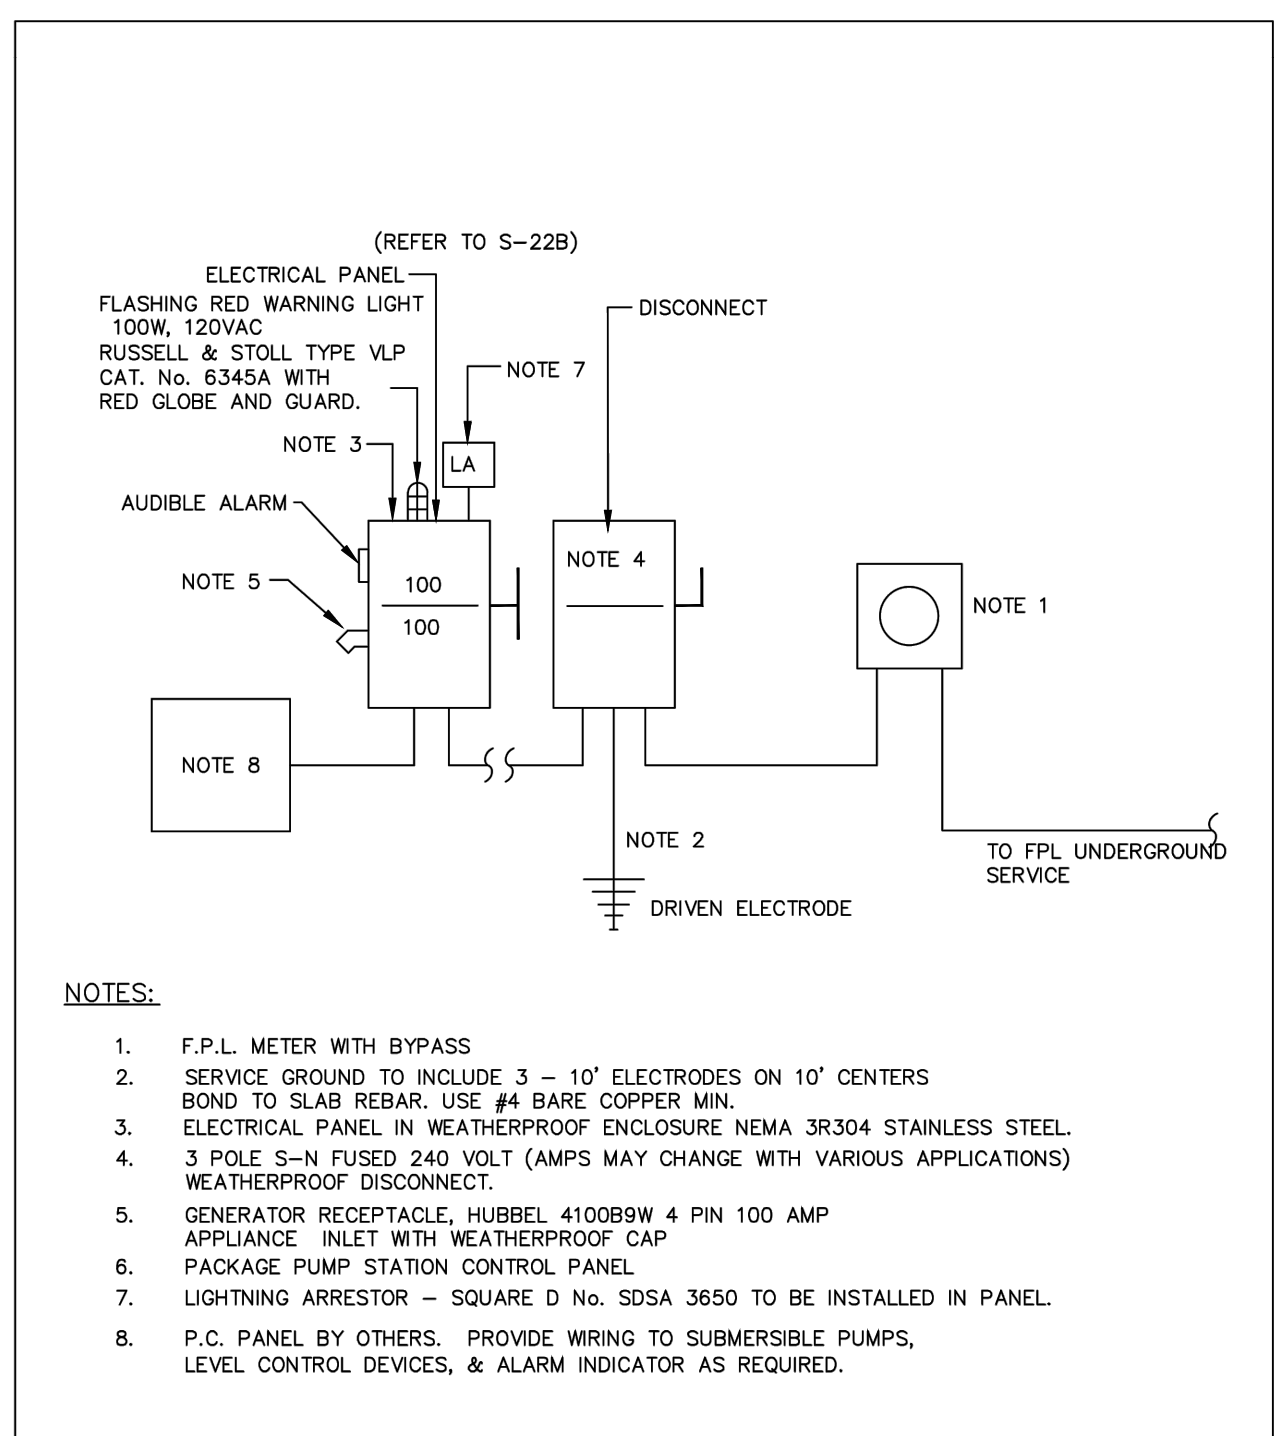 (REFER TO S-22B)
ELECTRICAL PANEL
FLASHING RED WARNING LIGHT
100W, 120VAC
RUSSELL & STOLL TYPE VLP
CAT. No. 6345A WITH
RED GLOBE AND GUARD.
DISCONNECT
NOTE 7
NOTE 3
LA
AUDIBLE ALARM
NOTE 5
100
100
NOTE 4
NOTE 1
NOTE 8
NOTE 2
TO FPL UNDERGROUND
SERVICE
DRIVEN ELECTRODE
NOTES:
1. F.P.L. METER WITH BYPASS
2. SERVICE GROUND TO INCLUDE 3 - 10' ELECTRODES ON 10' CENTERS
BOND TO SLAB REBAR. USE #4 BARE COPPER MIN.
3. ELECTRICAL PANEL IN WEATHERPROOF ENCLOSURE NEMA 3R304 STAINLESS STEEL.
4. 3 POLE S-N FUSED 240 VOLT (AMPS MAY CHANGE WITH VARIOUS APPLICATIONS)
WEATHERPROOF DISCONNECT.
5. GENERATOR RECEPTACLE, HUBBEL 4100B9W 4 PIN 100 AMP
APPLIANCE INLET WITH WEATHERPROOF CAP
6. PACKAGE PUMP STATION CONTROL PANEL
7. LIGHTNING ARRESTOR - SQUARE D No. SDSA 3650 TO BE INSTALLED IN PANEL.
8. P.C. PANEL BY OTHERS. PROVIDE WIRING TO SUBMERSIBLE PUMPS,
LEVEL CONTROL DEVICES, & ALARM INDICATOR AS REQUIRED.